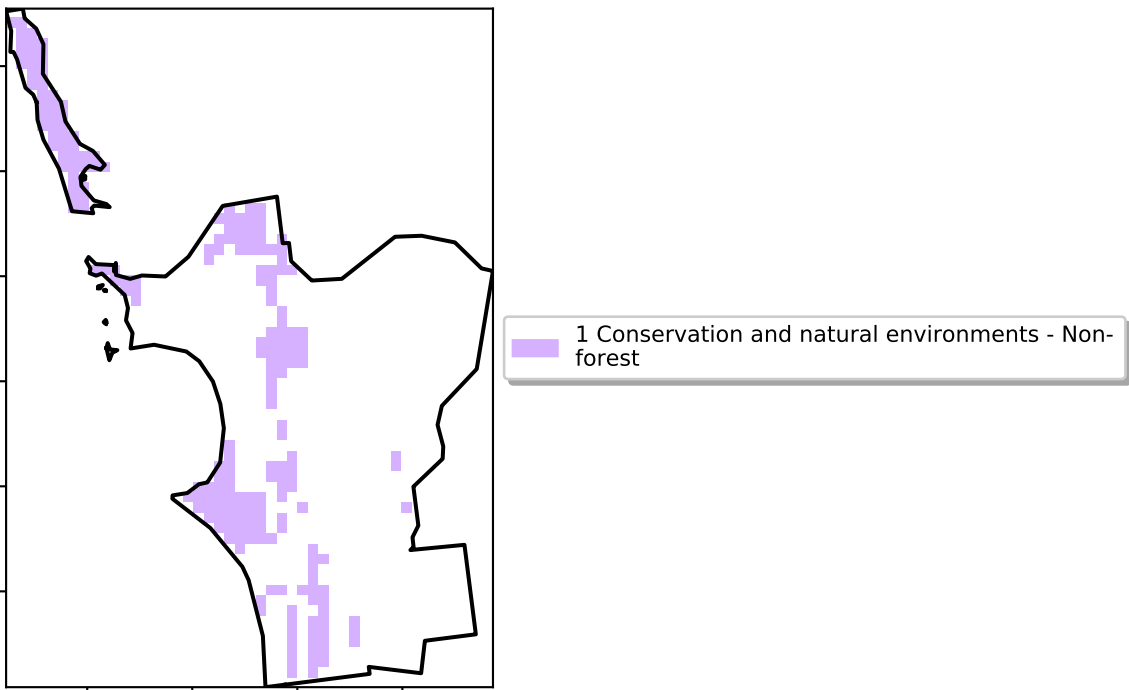 1 Conservation and natural environments - Non-
forest